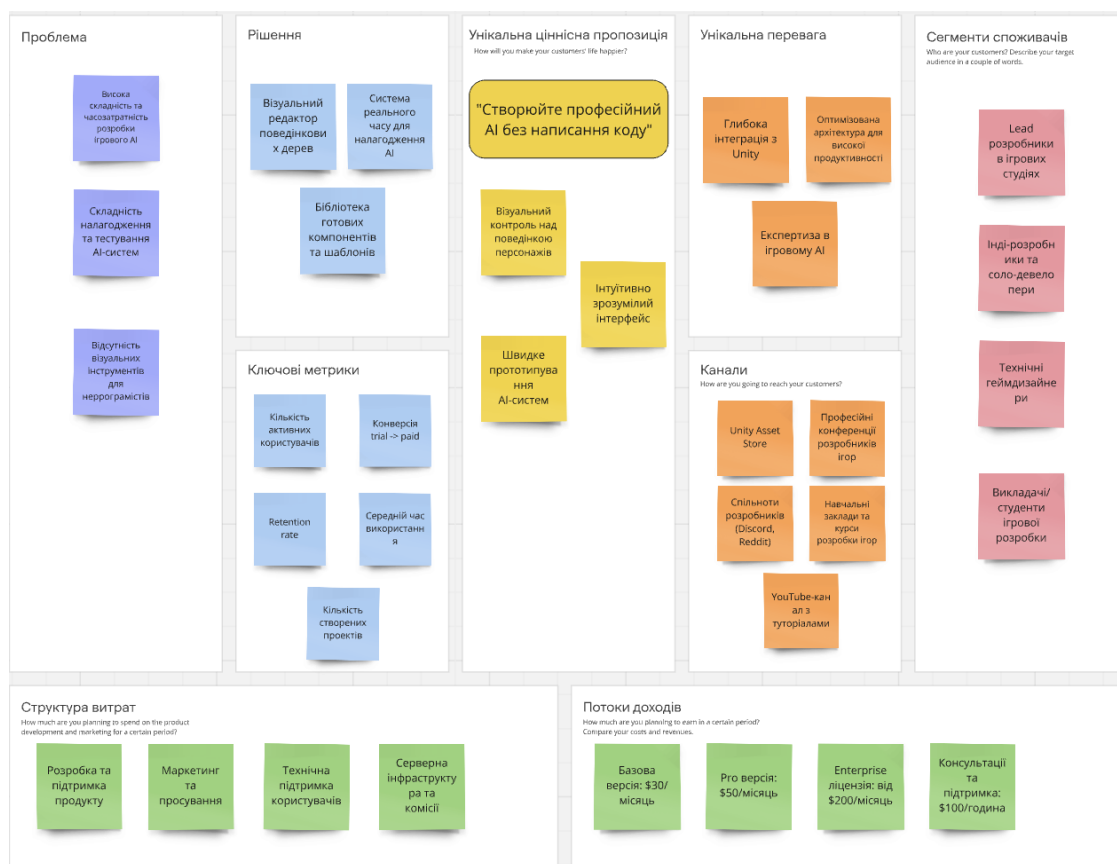 Проблема
Висока
складність та
часозатратність
розробки
ігрового AI
Складність
налагодження
та тестування
AI-систем
Відсутність
візуальних
інструментів
для
неррограмістів
Рішення
Візуальний
редактор
поведінкови
х дерев
Система
реального
часу для
налагодження
AI
Бібліотека
готових
компонентів
та шаблонів
Ключові метрики
Кількість
активних
користувачів
Конверсія
trial -> paid
Retention
rate
Середній час
використанн
я
Кількість
створених
проектів
Унікальна ціннісна пропозиція
How will you make your customers' life happier?
"Створюйте професійний
AI без написання коду"
Візуальний
контроль над
поведінкою
персонажів
Інтуїтивно
зрозумілий
інтерфейс
Швидке
прототипува
ння
AI-систем
Унікальна перевага
Глибока
інтеграція з
Unity
Оптимізована
архітектура для
високої
продуктивності
Експертиза в
ігровому AI
Канали
How are you going to reach your customers?
Unity Asset
Store
Професійні
конференції
розробників
ігор
Спільноти
розробників
(Discord,
Reddit)
Навчальні
заклади та
курси
розробки ігор
YouTube-кан
ал з
туторіалами
Сегменти споживачів
Who are your customers? Describe your target
audience in a couple of words.
Lead
розробники
в ігрових
студіях
Інді-розробн
ики та
соло-девело
пери
Технічні
геймдизайне
ри
Викладачі/
студенти
ігрової
розробки
Структура витрат
How much are you planning to spend on the product
development and marketing for a certain period?
Розробка та
підтримка
продукту
Маркетинг
та
просування
Технічна
підтримка
користувачів
Серверна
інфраструкту
ра та
комісії
Потоки доходів
How much are you planning to earn in a certain period?
Compare your costs and revenues.
Базова
версія: $30/
місяць
Pro версія:
$50/місяць
Enterprise
ліцензія: від
$200/місяць
Консультації
та
підтримка:
$100/година